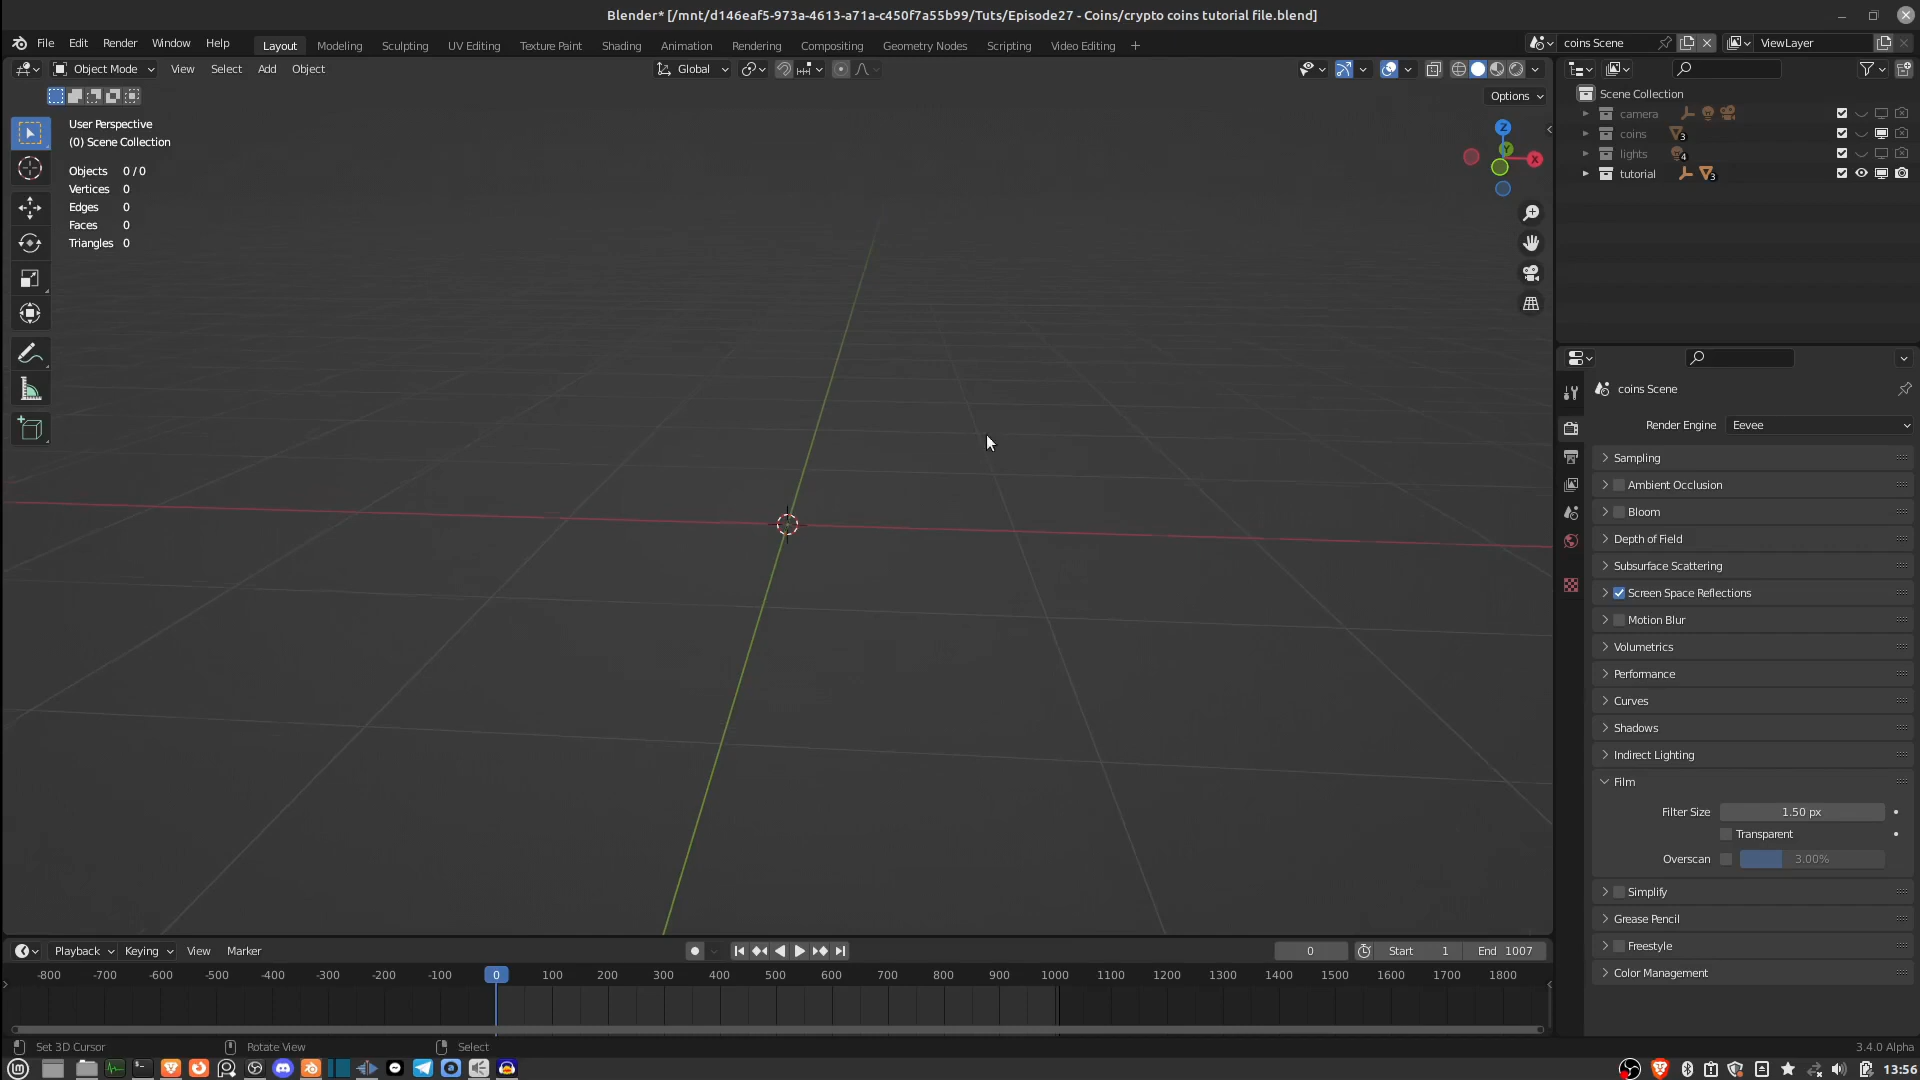 Blender* [/mnt/d146eaf5-973a-4613-a71a-c450f7a55b99/Tuts/Episode27 - Coins/crypto coins tutorial file.blend]
File Edit Render Window Help
Layout Modeling Sculpting UV Editing Texture Paint Shading Animation Rendering Compositing Geometry Nodes Scripting Video Editing +
coins Scene
ViewLayer
Object Mode View Select Add Object
Global
Options
User Perspective
(0) Scene Collection
Objects 0 / 0
Vertices 0
Edges 0
Faces 0
Triangles 0
Z
Y
X
Scene Collection
camera
coins 3
lights 4
tutorial 3
coins Scene
Render Engine Eevee
Sampling
Ambient Occlusion
Bloom
Depth of Field
Subsurface Scattering
Screen Space Reflections
Motion Blur
Volumetrics
Performance
Curves
Shadows
Indirect Lighting
Film
Filter Size 1.50 px
Transparent
Overscan 3.00%
Simplify
Grease Pencil
Freestyle
Color Management
Playback Keying View Marker
0
Start 1
End 1007
-800 -700 -600 -500 -400 -300 -200 -100 0 100 200 300 400 500 600 700 800 900 1000 1100 1200 1300 1400 1500 1600 1700 1800
Set 3D Cursor Rotate View Select
3.4.0 Alpha
13:56